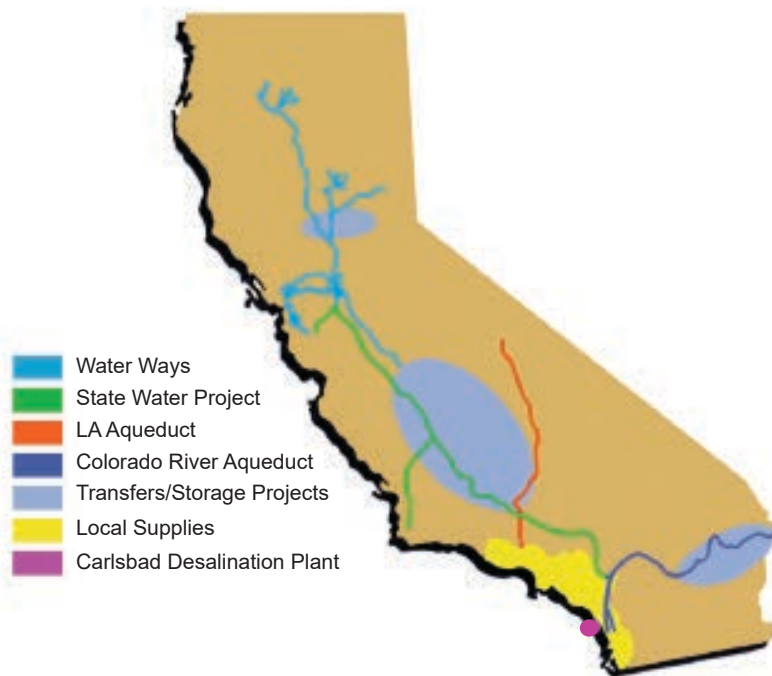 Water Ways
State Water Project
LA Aqueduct
Colorado River Aqueduct
Transfers/Storage Projects
Local Supplies
Carlsbad Desalination Plant